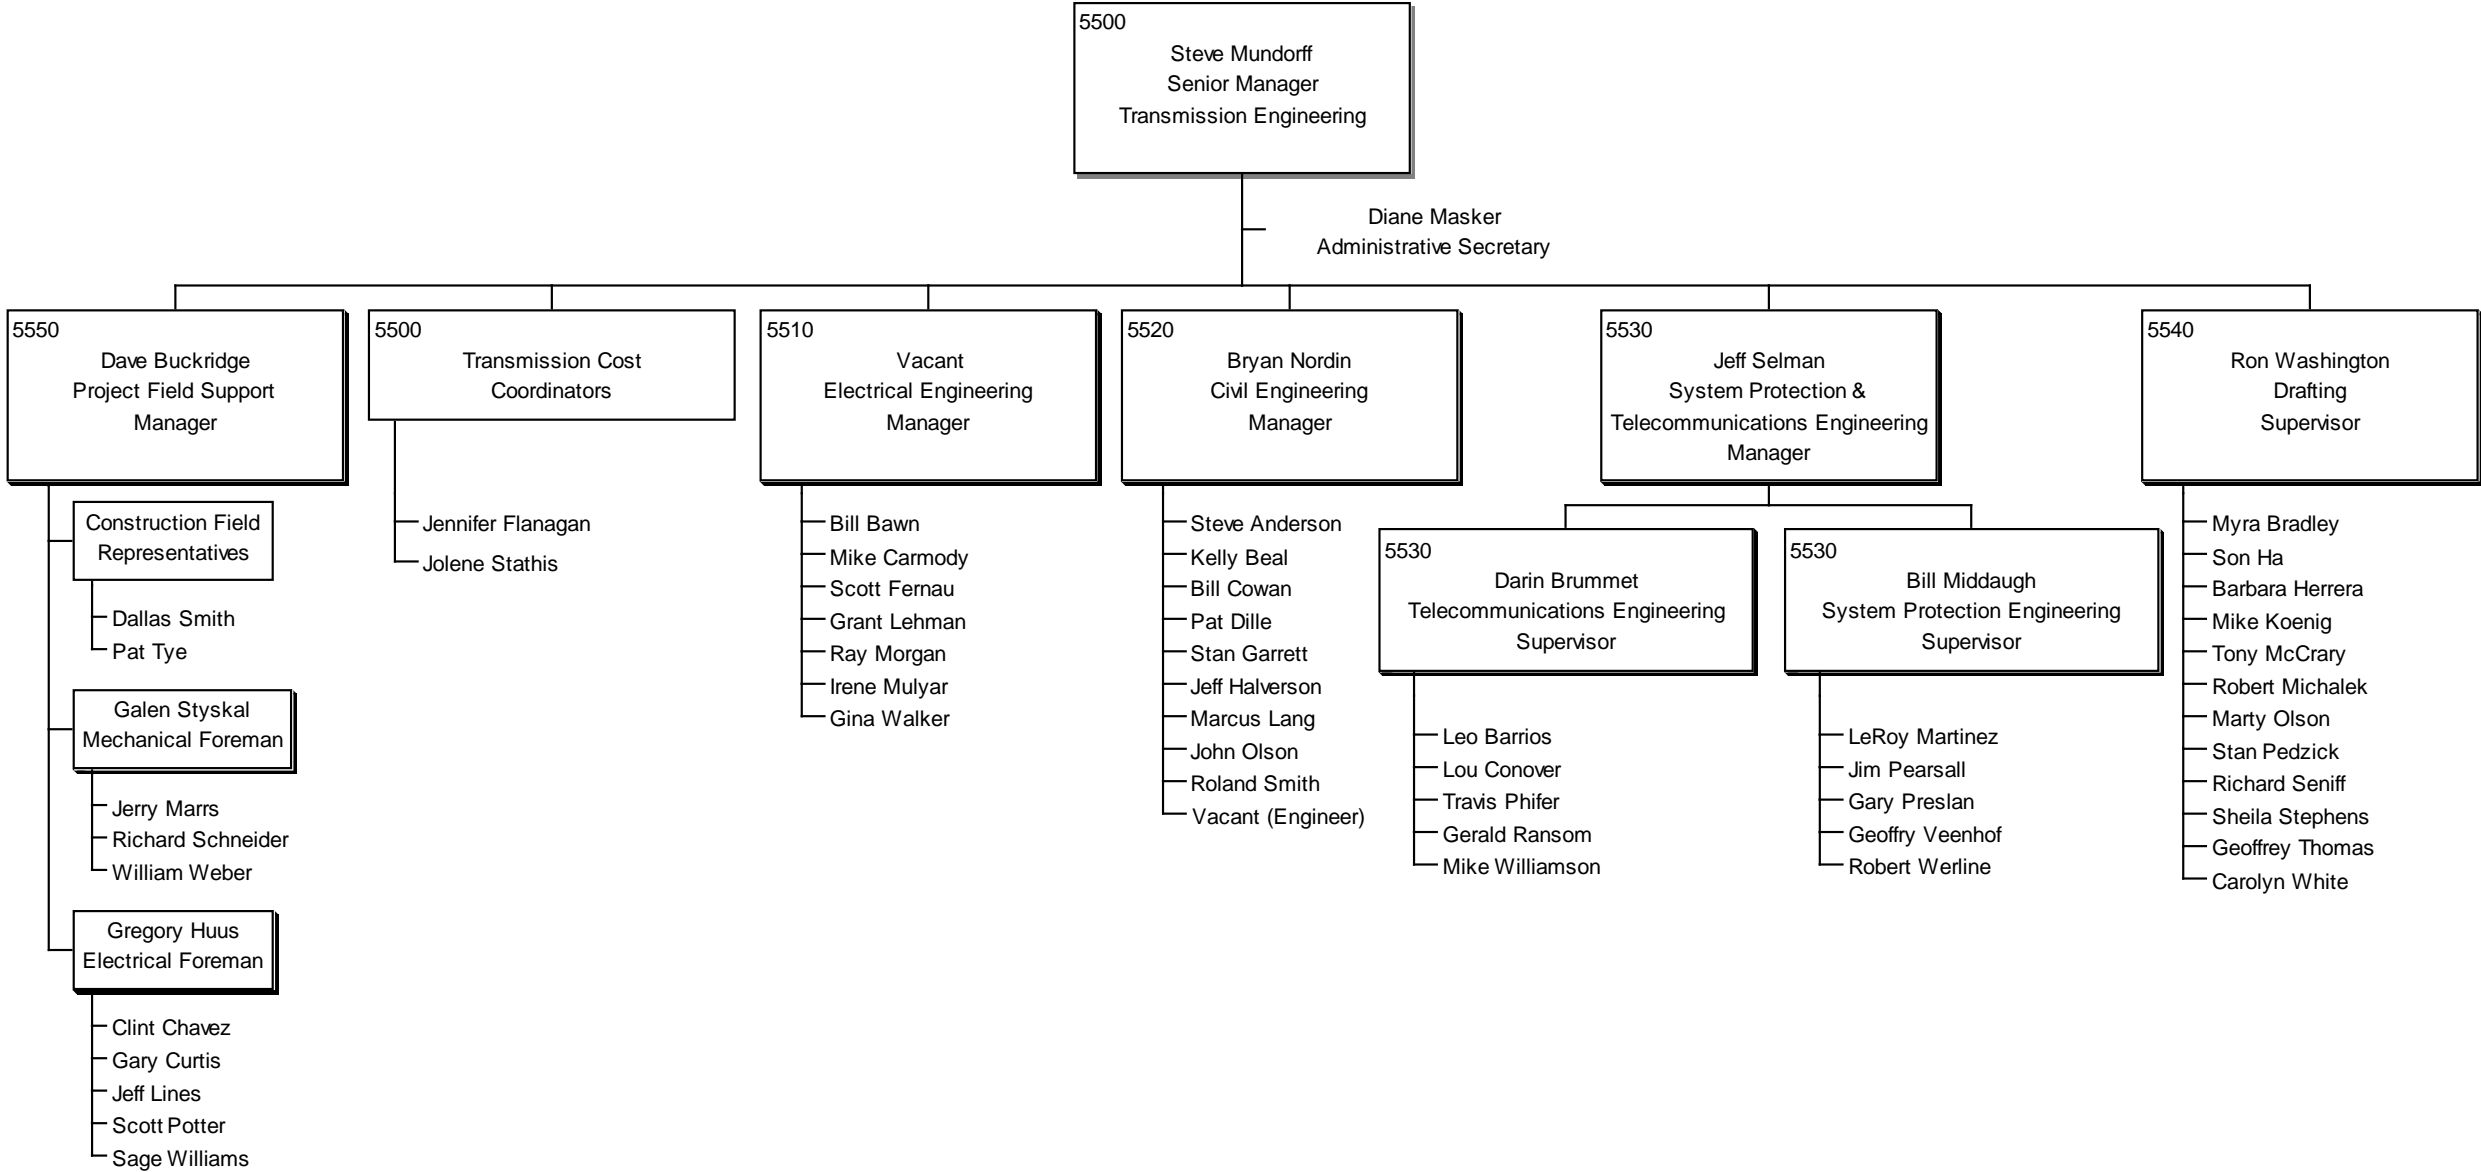 5500
Steve Mundorff
Senior Manager
Transmission Engineering
Diane Masker
Administrative Secretary
5550
Dave Buckridge
Project Field Support
Manager
Construction Field
Representatives
Dallas Smith
Pat Tye
Galen Styskal
Mechanical Foreman
Jerry Marrs
Richard Schneider
William Weber
Gregory Huus
Electrical Foreman
Clint Chavez
Gary Curtis
Jeff Lines
Scott Potter
Sage Williams
5500
Transmission Cost
Coordinators
Jennifer Flanagan
Jolene Stathis
5510
Vacant
Electrical Engineering
Manager
Bill Bawn
Mike Carmody
Scott Fernau
Grant Lehman
Ray Morgan
Irene Mulyar
Gina Walker
5520
Bryan Nordin
Civil Engineering
Manager
Steve Anderson
Kelly Beal
Bill Cowan
Pat Dille
Stan Garrett
Jeff Halverson
Marcus Lang
John Olson
Roland Smith
Vacant (Engineer)
5530
Jeff Selman
System Protection &
Telecommunications Engineering
Manager
5530
Darin Brummet
Telecommunications Engineering
Supervisor
Leo Barrios
Lou Conover
Travis Phifer
Gerald Ransom
Mike Williamson
5530
Bill Middaugh
System Protection Engineering
Supervisor
LeRoy Martinez
Jim Pearsall
Gary Preslan
Geoffry Veenhof
Robert Werline
5540
Ron Washington
Drafting
Supervisor
Myra Bradley
Son Ha
Barbara Herrera
Mike Koenig
Tony McCrary
Robert Michalek
Marty Olson
Stan Pedzick
Richard Seniff
Sheila Stephens
Geoffrey Thomas
Carolyn White